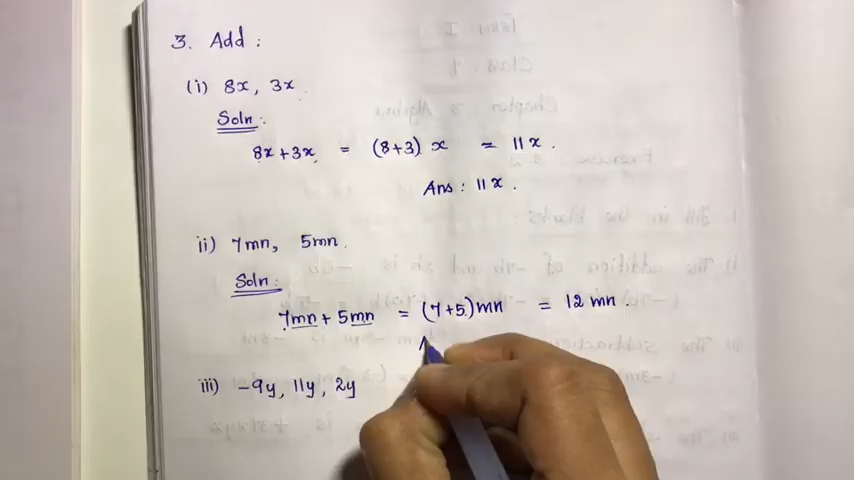 3. Add :
(i) 8x, 3x.
Soln:
8x+3x = (8+3) x = 11x.
Ans: 11x.
ii) 7mn, 5mn.
Soln:
7mn + 5mn = (7+5)mn = 12 mn.
iii) -9y, 11y, 2y